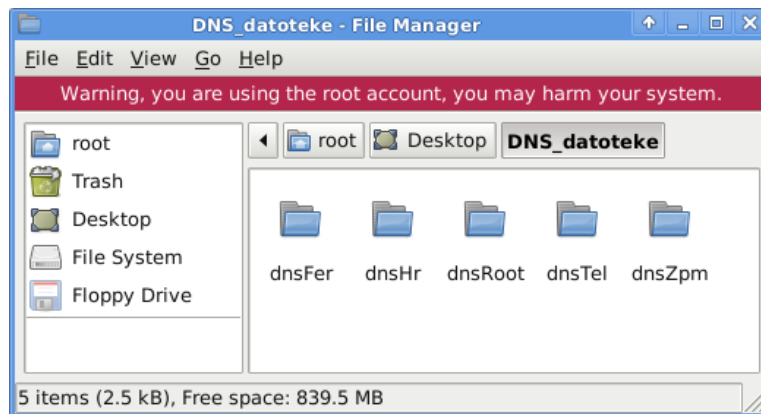 DNS_datoteke - File Manager
File Edit View Go Help
Warning, you are using the root account, you may harm your system.
root
Trash
Desktop
File System
Floppy Drive
root Desktop DNS_datoteke
dnsFer dnsHr dnsRoot dnsTel dnsZpm
5 items (2.5 kB), Free space: 839.5 MB